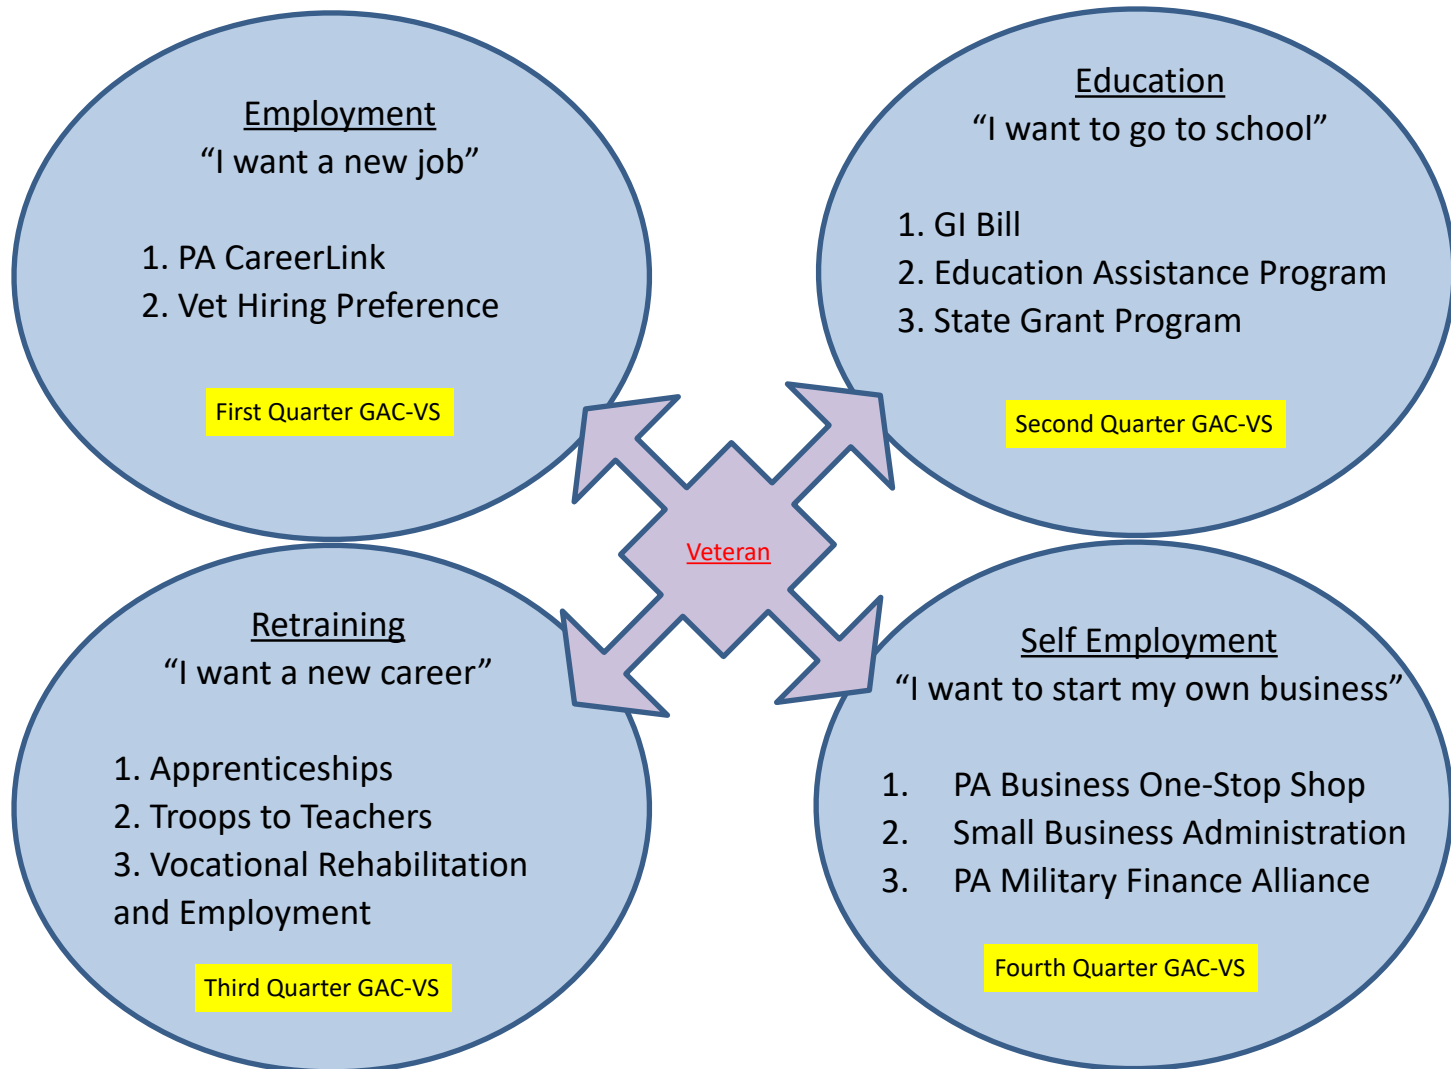 Employment
“I want a new job”
1. PA CareerLink
2. Vet Hiring Preference
First Quarter GAC-VS
Education
“I want to go to school”
1. GI Bill
2. Education Assistance Program
3. State Grant Program
Second Quarter GAC-VS
Veteran
Retraining
“I want a new career”
1. Apprenticeships
2. Troops to Teachers
3. Vocational Rehabilitation
and Employment
Third Quarter GAC-VS
Self Employment
“I want to start my own business”
1. PA Business One-Stop Shop
2. Small Business Administration
3. PA Military Finance Alliance
Fourth Quarter GAC-VS